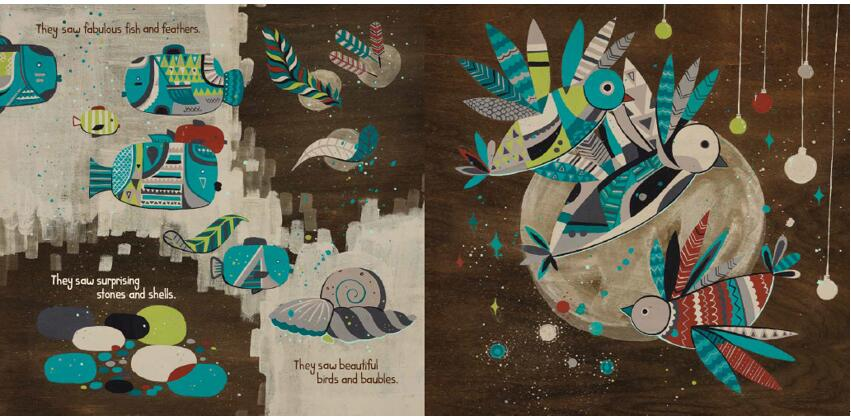 They saw fabulous fish and feathers.
They saw surprising
stones and shells.
They saw beautiful
birds and baubles.